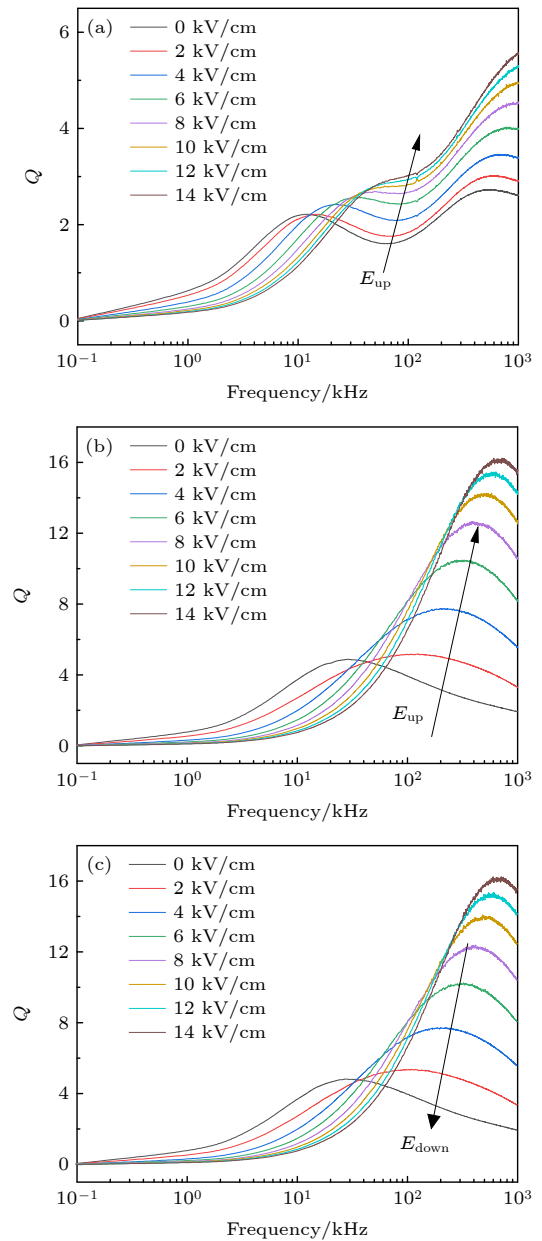 (a)
0 kV/cm
2 kV/cm
4 kV/cm
6 kV/cm
8 kV/cm
10 kV/cm
12 kV/cm
14 kV/cm
6
4
2
0
Q
E_up
10^-1 10^0 10^1 10^2 10^3
Frequency/kHz
(b)
0 kV/cm
2 kV/cm
4 kV/cm
6 kV/cm
8 kV/cm
10 kV/cm
12 kV/cm
14 kV/cm
16
12
8
4
0
Q
E_up
10^-1 10^0 10^1 10^2 10^3
Frequency/kHz
(c)
0 kV/cm
2 kV/cm
4 kV/cm
6 kV/cm
8 kV/cm
10 kV/cm
12 kV/cm
14 kV/cm
16
12
8
4
0
Q
E_down
10^-1 10^0 10^1 10^2 10^3
Frequency/kHz